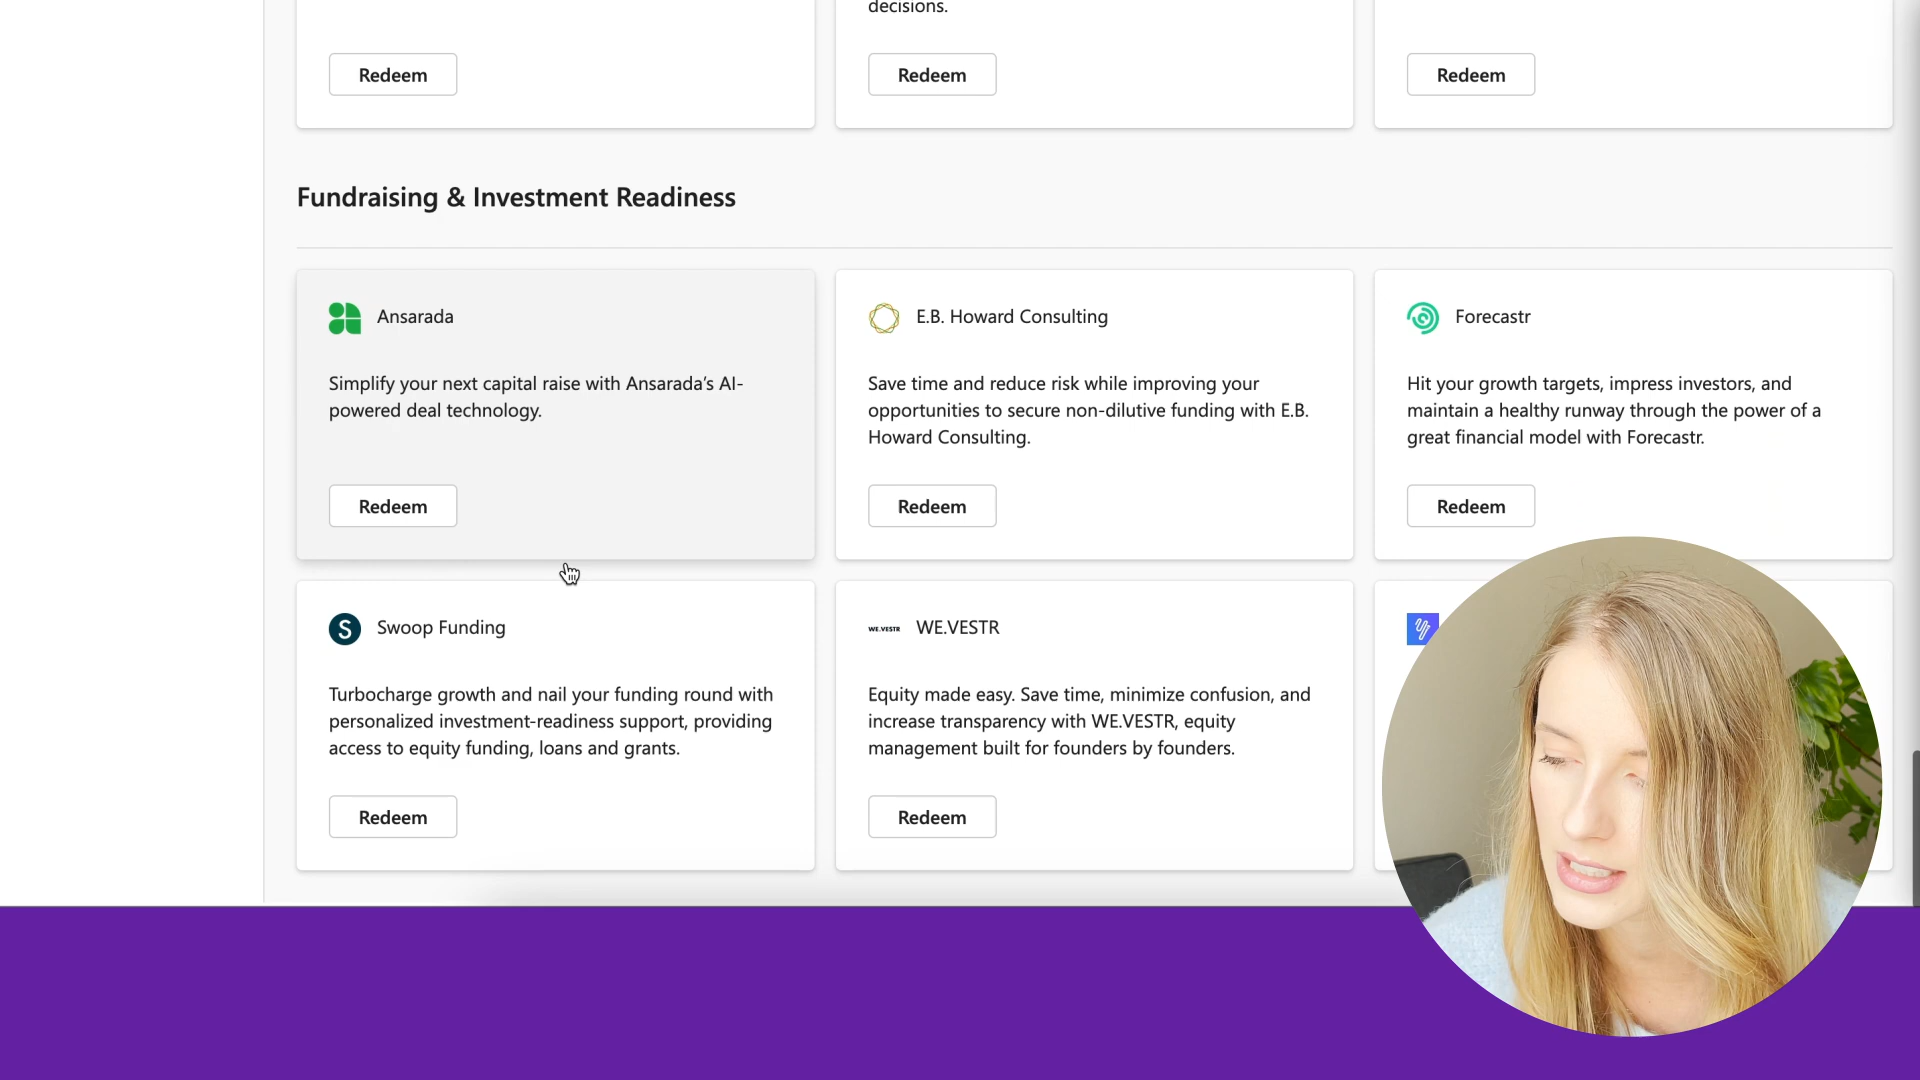 decisions.
Redeem
Redeem
Redeem
Fundraising & Investment Readiness
Ansarada
Simplify your next capital raise with Ansarada’s AI-
powered deal technology.
Redeem
E.B. Howard Consulting
Save time and reduce risk while improving your
opportunities to secure non-dilutive funding with E.B.
Howard Consulting.
Redeem
Forecastr
Hit your growth targets, impress investors, and
maintain a healthy runway through the power of a
great financial model with Forecastr.
Redeem
S
Swoop Funding
Turbocharge growth and nail your funding round with
personalized investment-readiness support, providing
access to equity funding, loans and grants.
Redeem
WE.VESTR
WE.VESTR
Equity made easy. Save time, minimize confusion, and
increase transparency with WE.VESTR, equity
management built for founders by founders.
Redeem